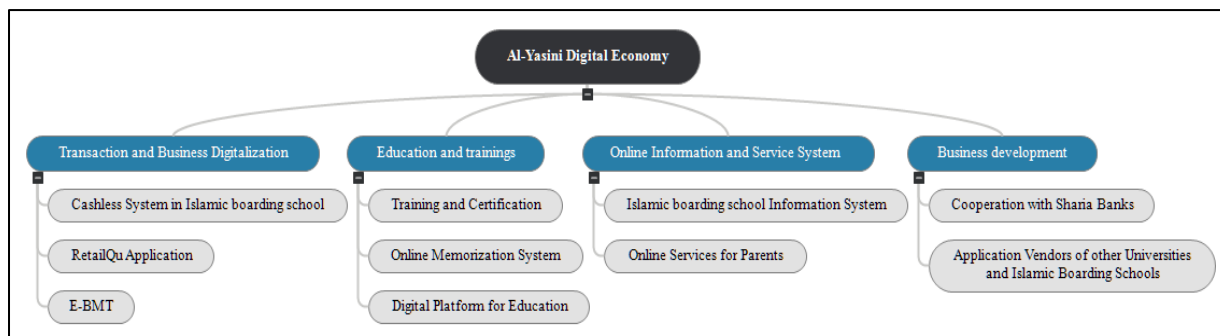 Al-Yasini Digital Economy
Transaction and Business Digitalization
Cashless System in Islamic boarding school
RetailQu Application
E-BMT
Education and trainings
Training and Certification
Online Memorization System
Digital Platform for Education
Online Information and Service System
Islamic boarding school Information System
Online Services for Parents
Business development
Cooperation with Sharia Banks
Application Vendors of other Universities
and Islamic Boarding Schools